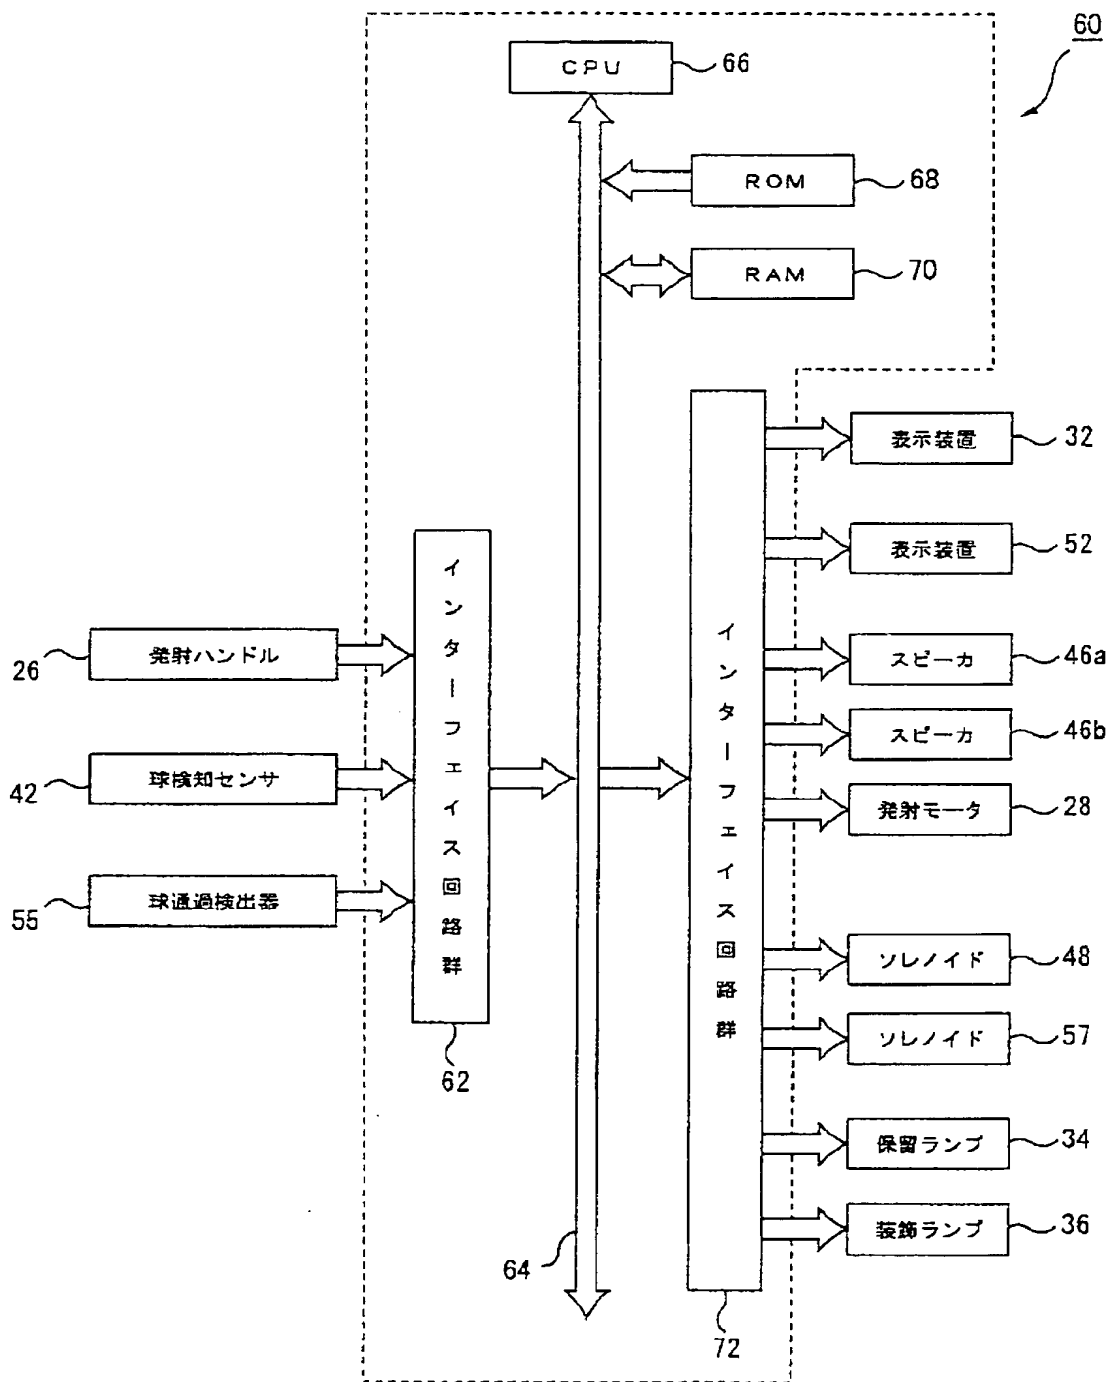 60
CPU
66
ROM
68
RAM
70
表示装置
32
表示装置
52
インターフェイス回路群
インターフェイス回路群
発射ハンドル
26
スピーカ
46a
スピーカ
46b
球検知センサ
42
発射モータ
28
球通過検出器
55
ソレノイド
48
ソレノイド
57
62
保留ランプ
34
装飾ランプ
36
64
72